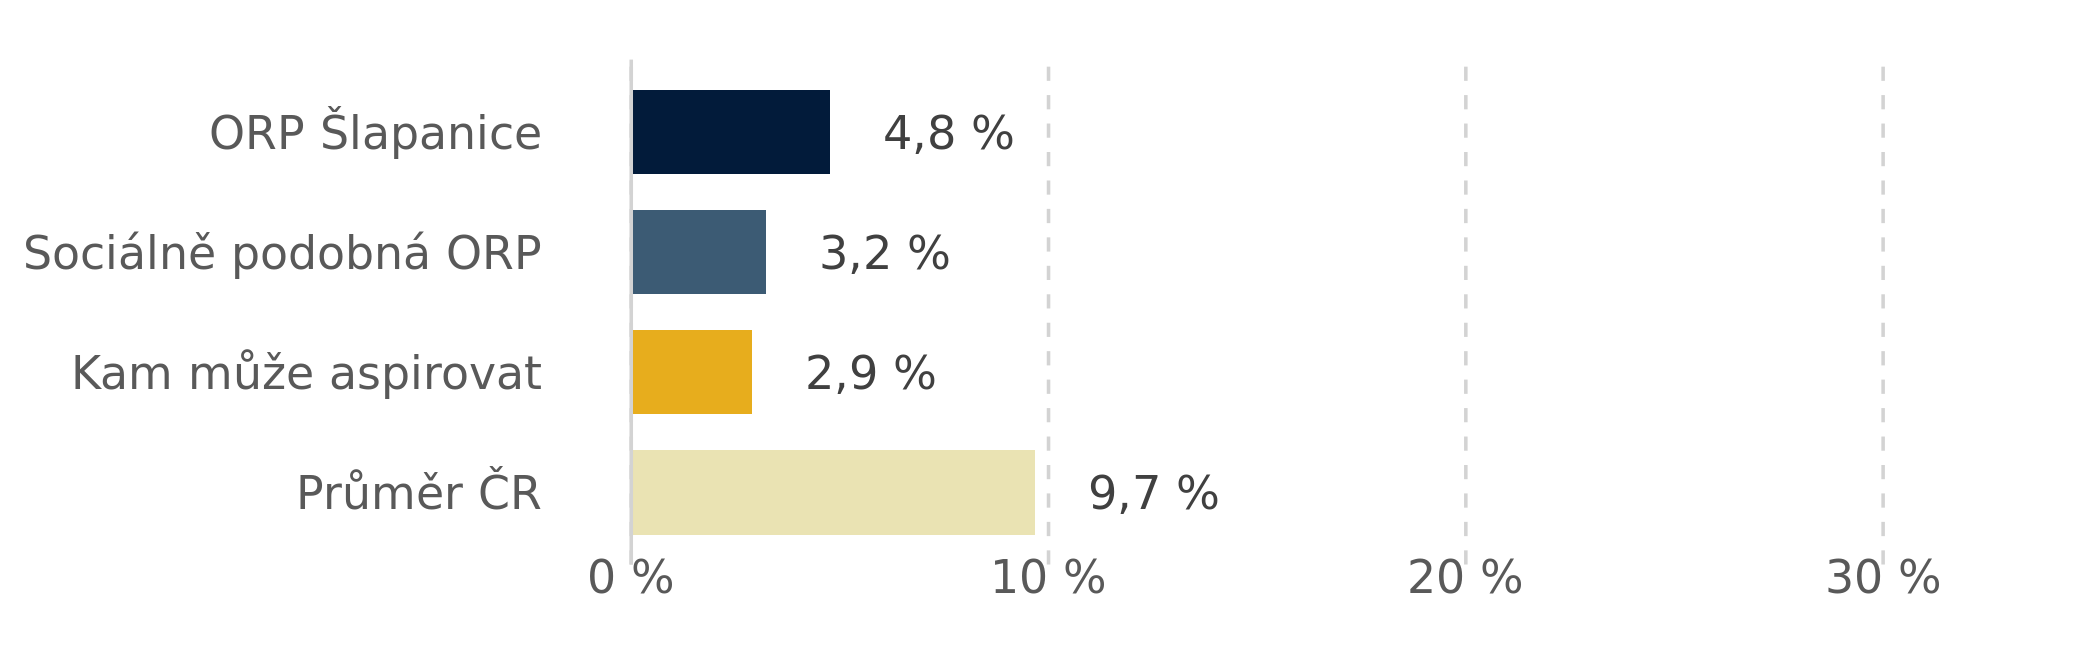 ORP Šlapanice 4,8 %
Sociálně podobná ORP 3,2 %
Kam může aspirovat 2,9 %
Průměr ČR 9,7 %
0 % 10 % 20 % 30 %